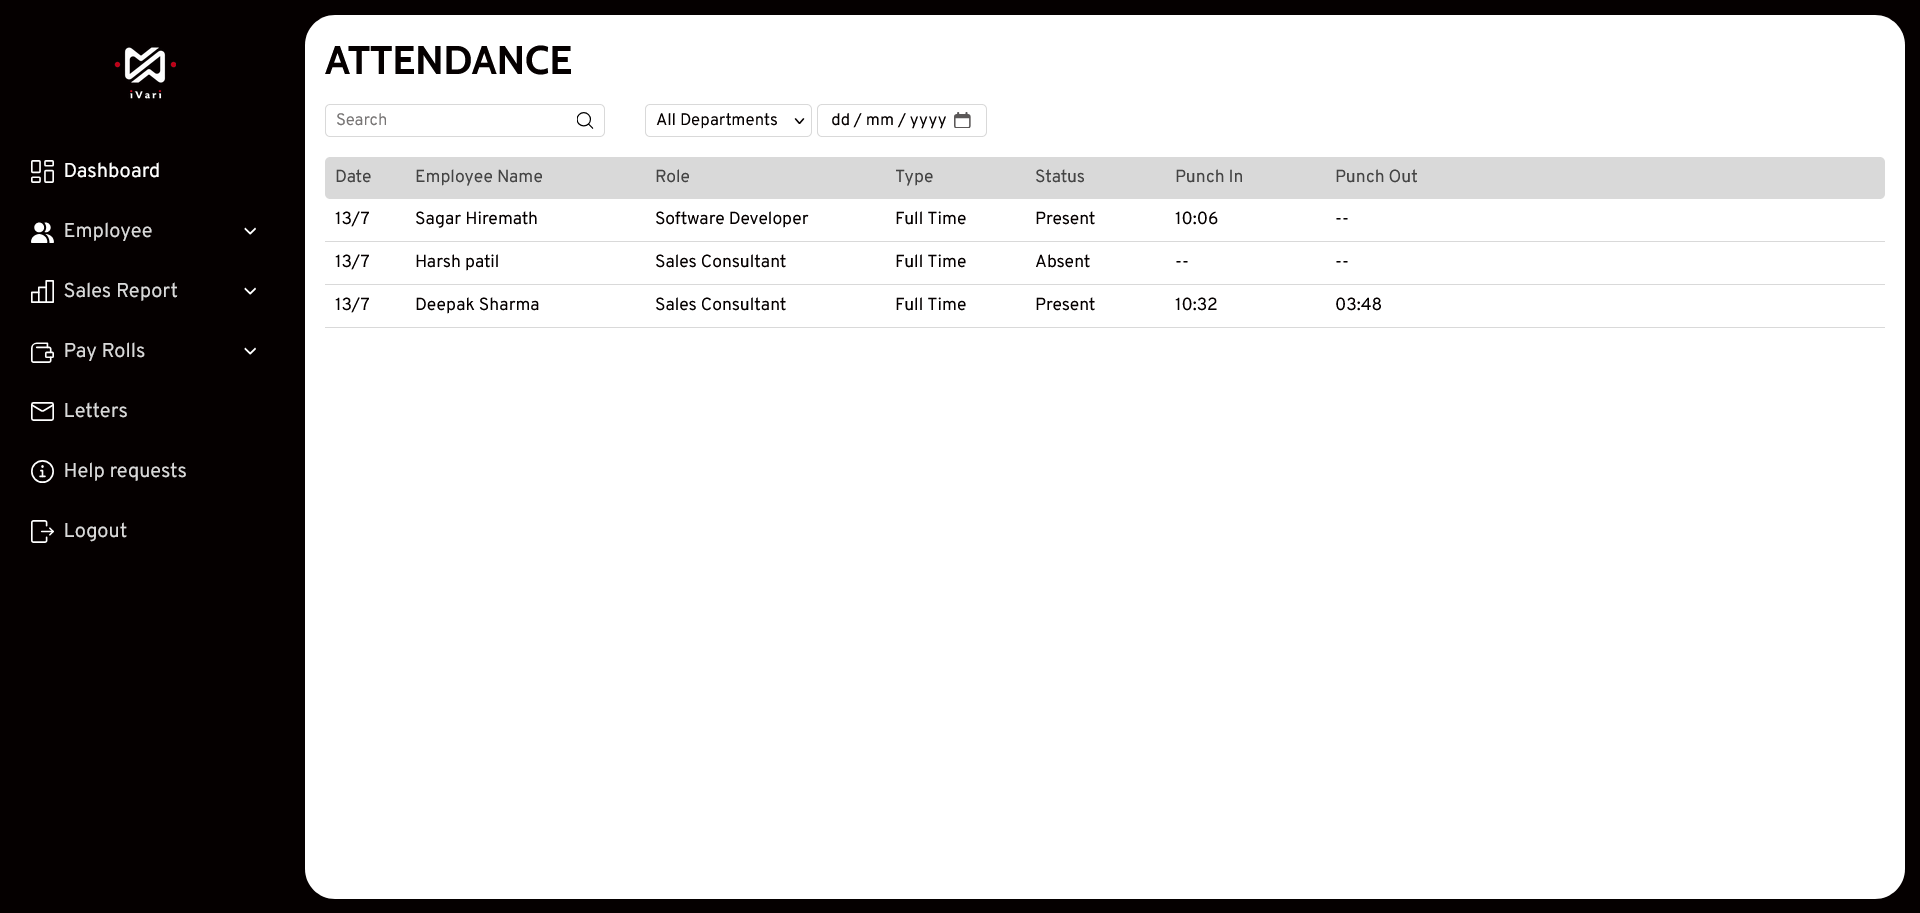 iVari
Dashboard
Employee
Sales Report
Pay Rolls
Letters
Help requests
Logout
ATTENDANCE
Search All Departments dd / mm / yyyy
Date Employee Name Role Type Status Punch In Punch Out
13/7 Sagar Hiremath Software Developer Full Time Present 10:06 --
13/7 Harsh patil Sales Consultant Full Time Absent -- --
13/7 Deepak Sharma Sales Consultant Full Time Present 10:32 03:48